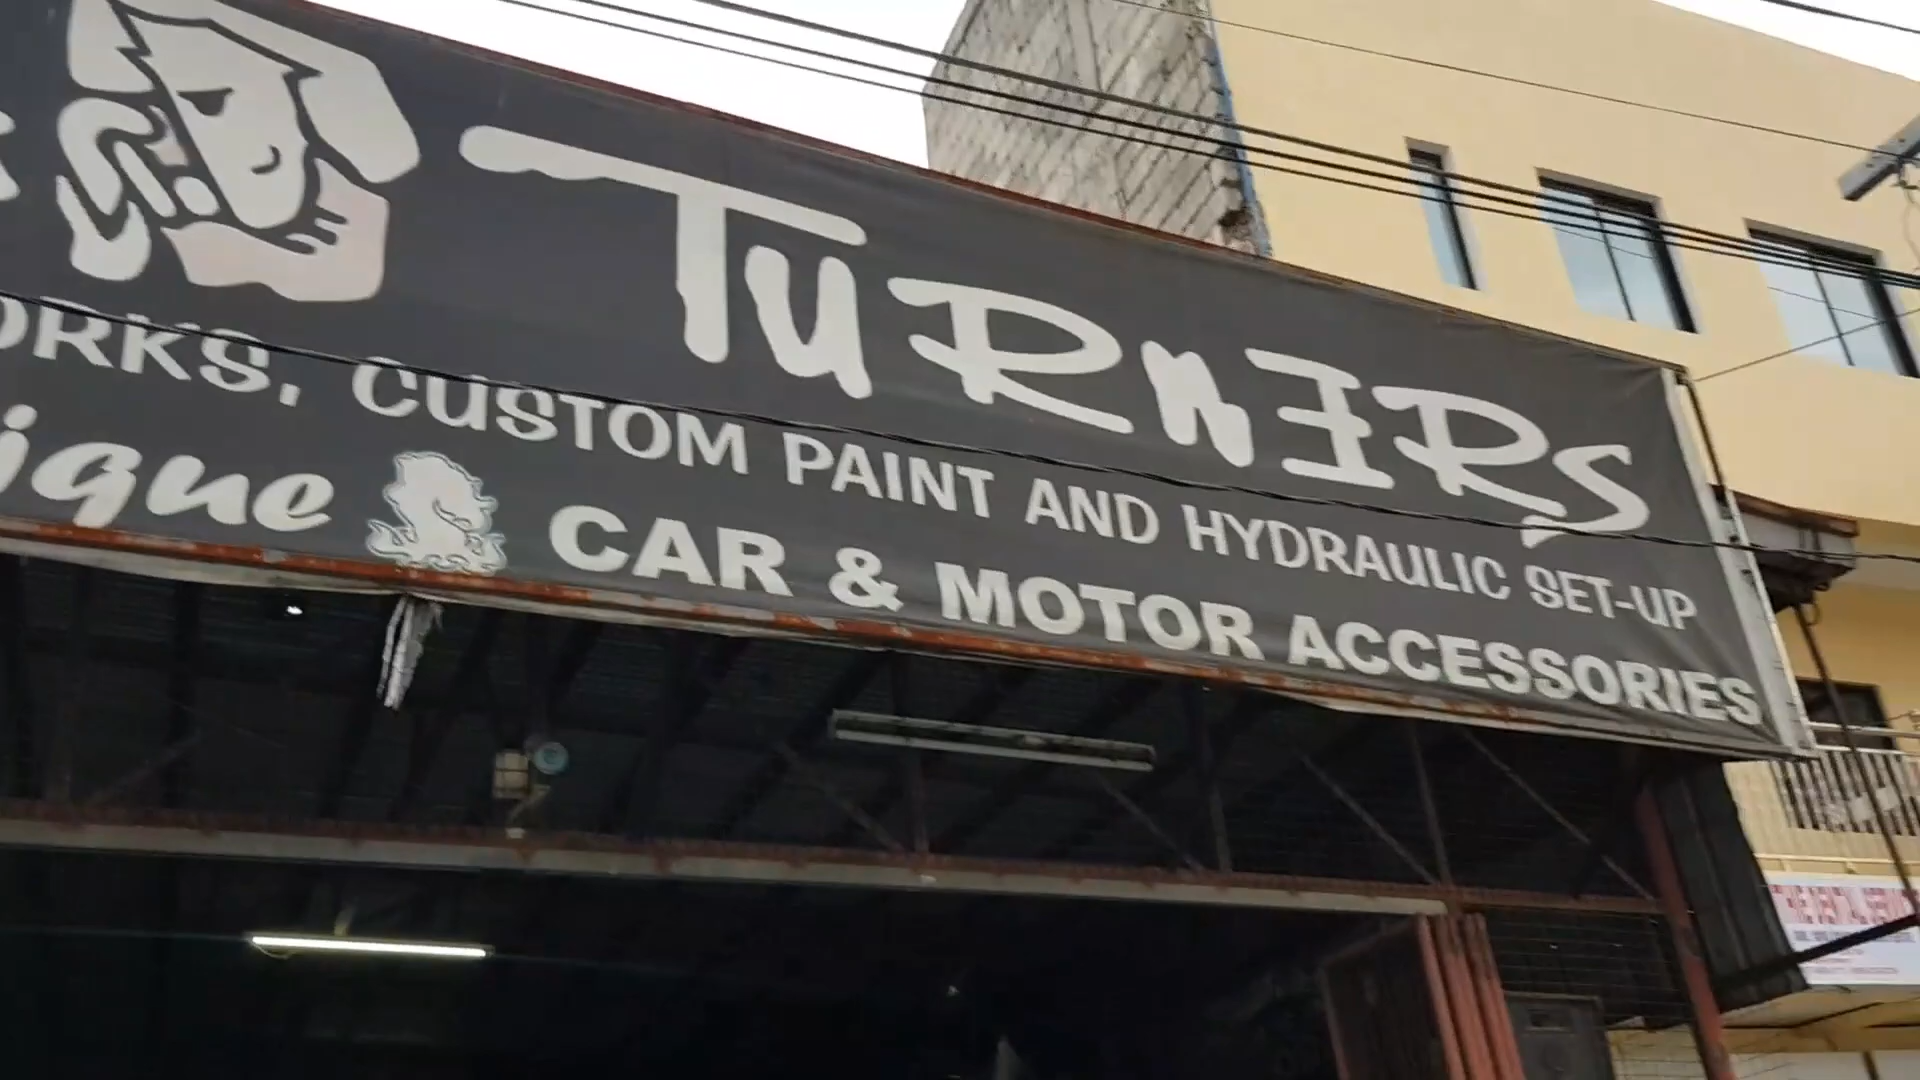 TURNERS
ORKS, CUSTOM PAINT AND HYDRAULIC SET-UP
ique CAR & MOTOR ACCESSORIES